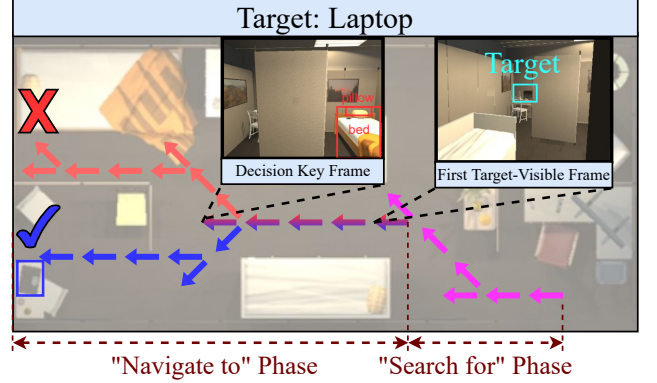 Target: Laptop
pillow
bed
Target
Decision Key Frame
First Target-Visible Frame
"Navigate to" Phase
"Search for" Phase